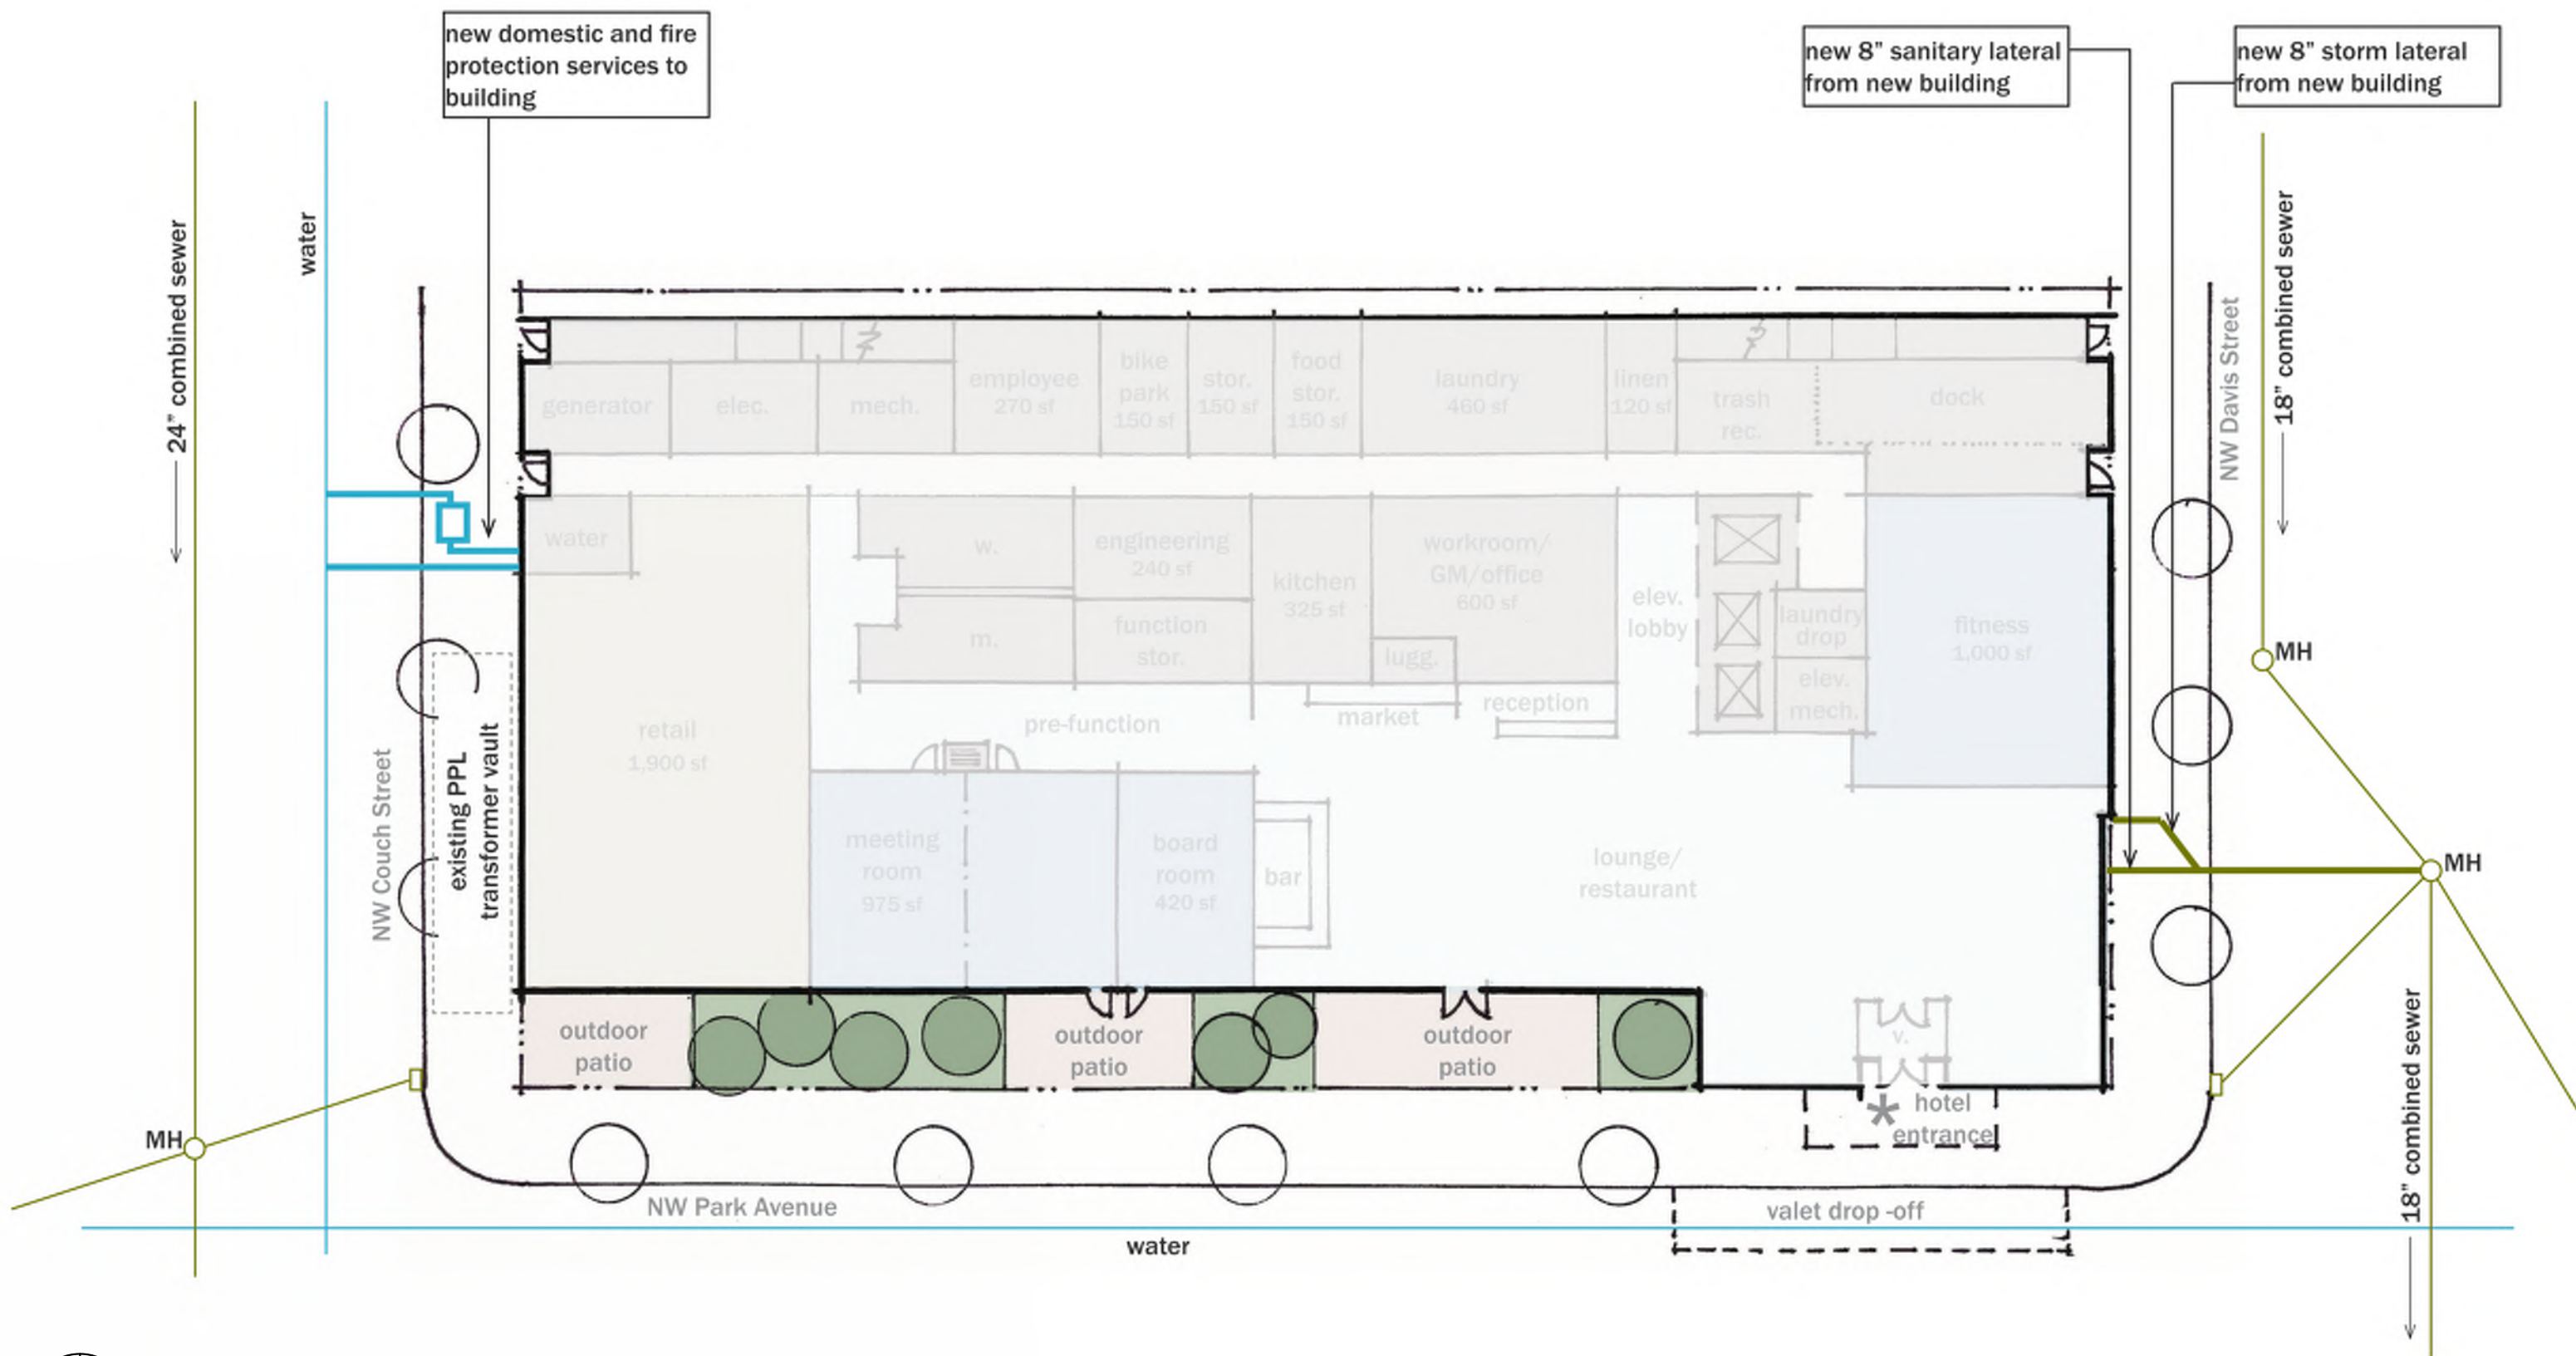 new domestic and fire
protection services to
building
new 8” sanitary lateral
from new building
new 8” storm lateral
from new building
24” combined sewer
water
NW Davis Street
18” combined sewer
generator
elec.
mech.
employee
270 sf
bike
park
150 sf
stor.
150 sf
food
stor.
150 sf
laundry
460 sf
linen
120 sf
trash
rec.
dock
water
w.
engineering
240 sf
kitchen
325 sf
workroom/
GM/office
600 sf
elev.
lobby
laundry
drop
fitness
1,000 sf
m.
function
stor.
lugg.
elev.
mech.
MH
retail
1,900 sf
pre-function
market
reception
NW Couch Street
existing PPL
transformer vault
meeting
room
975 sf
board
room
420 sf
bar
lounge/
restaurant
MH
outdoor
patio
outdoor
patio
outdoor
patio
v.
hotel
entrance
MH
NW Park Avenue
valet drop -off
water
18” combined sewer